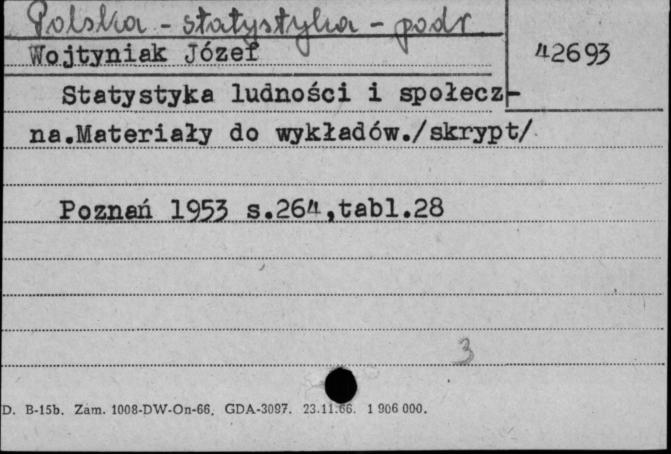 Polska - statystyka - podr
Wojtyniak Józef
42693
Statystyka ludności i społecz-
na.Materiały do wykładów./skrypt/
Poznań 1953 s.264,tabl.28
3
D. B-15b. Zam. 1008-DW-On-66. GDA-3097. 23.11.66. 1 906 000.